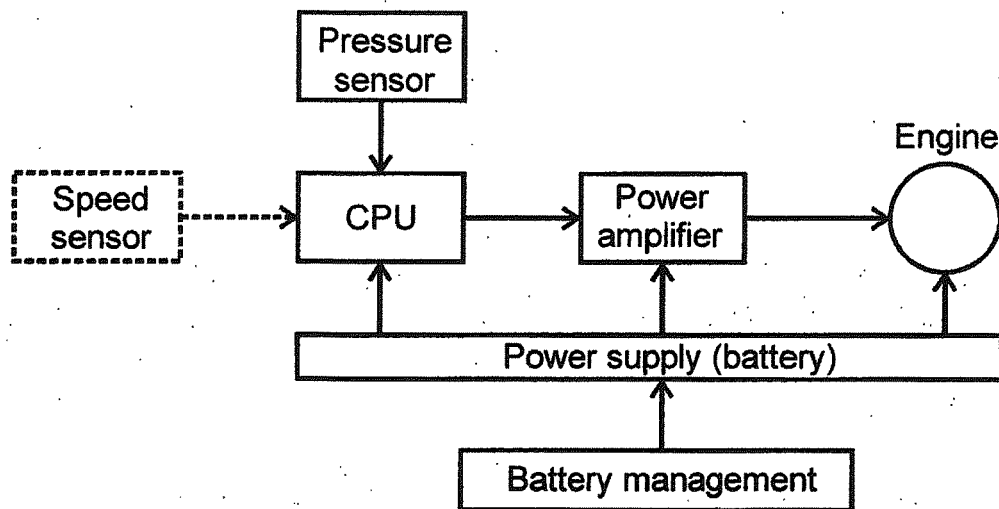 Pressure
sensor
Engine
Speed
sensor
CPU
Power
amplifier
Power supply (battery)
Battery management